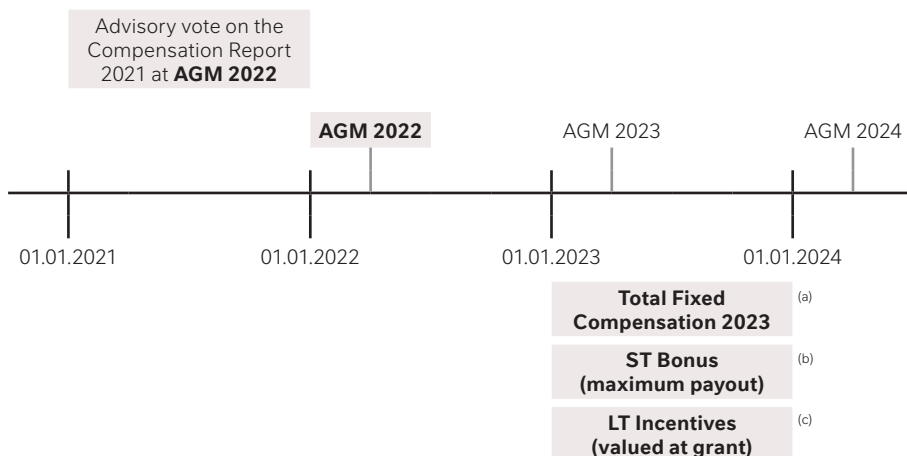 Advisory vote on the
Compensation Report
2021 at AGM 2022
AGM 2022
AGM 2023
AGM 2024
01.01.2021
01.01.2022
01.01.2023
01.01.2024
Total Fixed
Compensation 2023
(a)
ST Bonus
(maximum payout)
(b)
LT Incentives
(valued at grant)
(c)